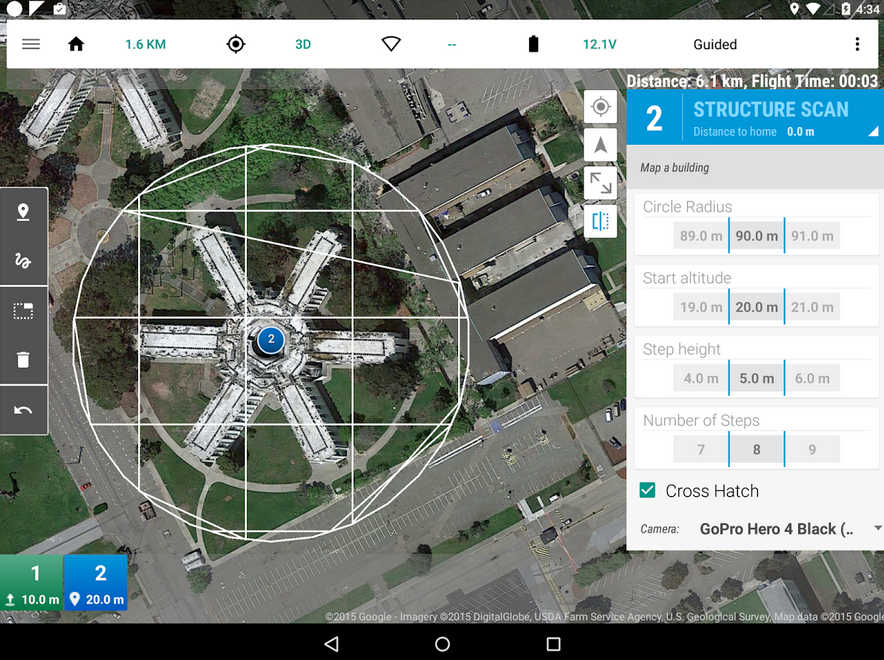 4:34
1.6 KM 3D -- 12.1V Guided
Distance: 6.1 km, Flight Time: 00:03
2 STRUCTURE SCAN
Distance to home 0.0 m
Map a building
Circle Radius
89.0 m 90.0 m 91.0 m
Start altitude
19.0 m 20.0 m 21.0 m
Step height
4.0 m 5.0 m 6.0 m
Number of Steps
7 8 9
Cross Hatch
Camera: GoPro Hero 4 Black (..
2
1 2
10.0 m 20.0 m
©2015 Google - Imagery ©2015 DigitalGlobe, USDA Farm Service Agency, U.S. Geological Survey, Map data ©2015 Google